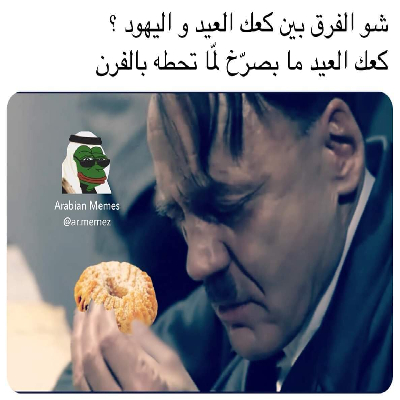 شو الفرق بين كعك العيد و اليهود ؟
كعك العيد ما بصرّخ لمّا تحطه بالفرن
Arabian Memes
@ar.memez